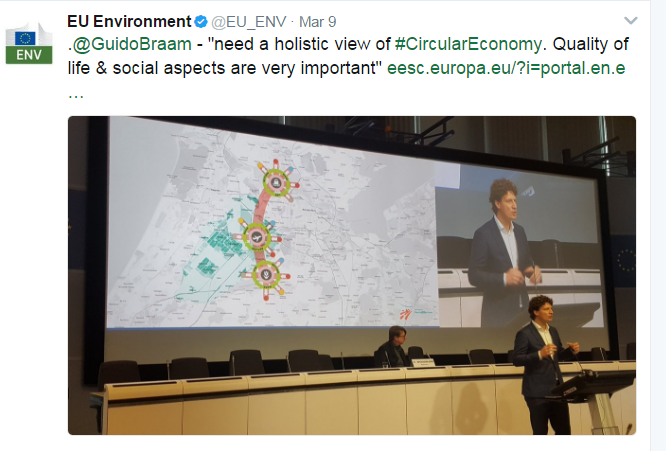 EU Environment @EU_ENV · Mar 9
.@GuidoBraam - "need a holistic view of #CircularEconomy. Quality of
life & social aspects are very important" eesc.europa.eu/?i=portal.en.e
…
ENV